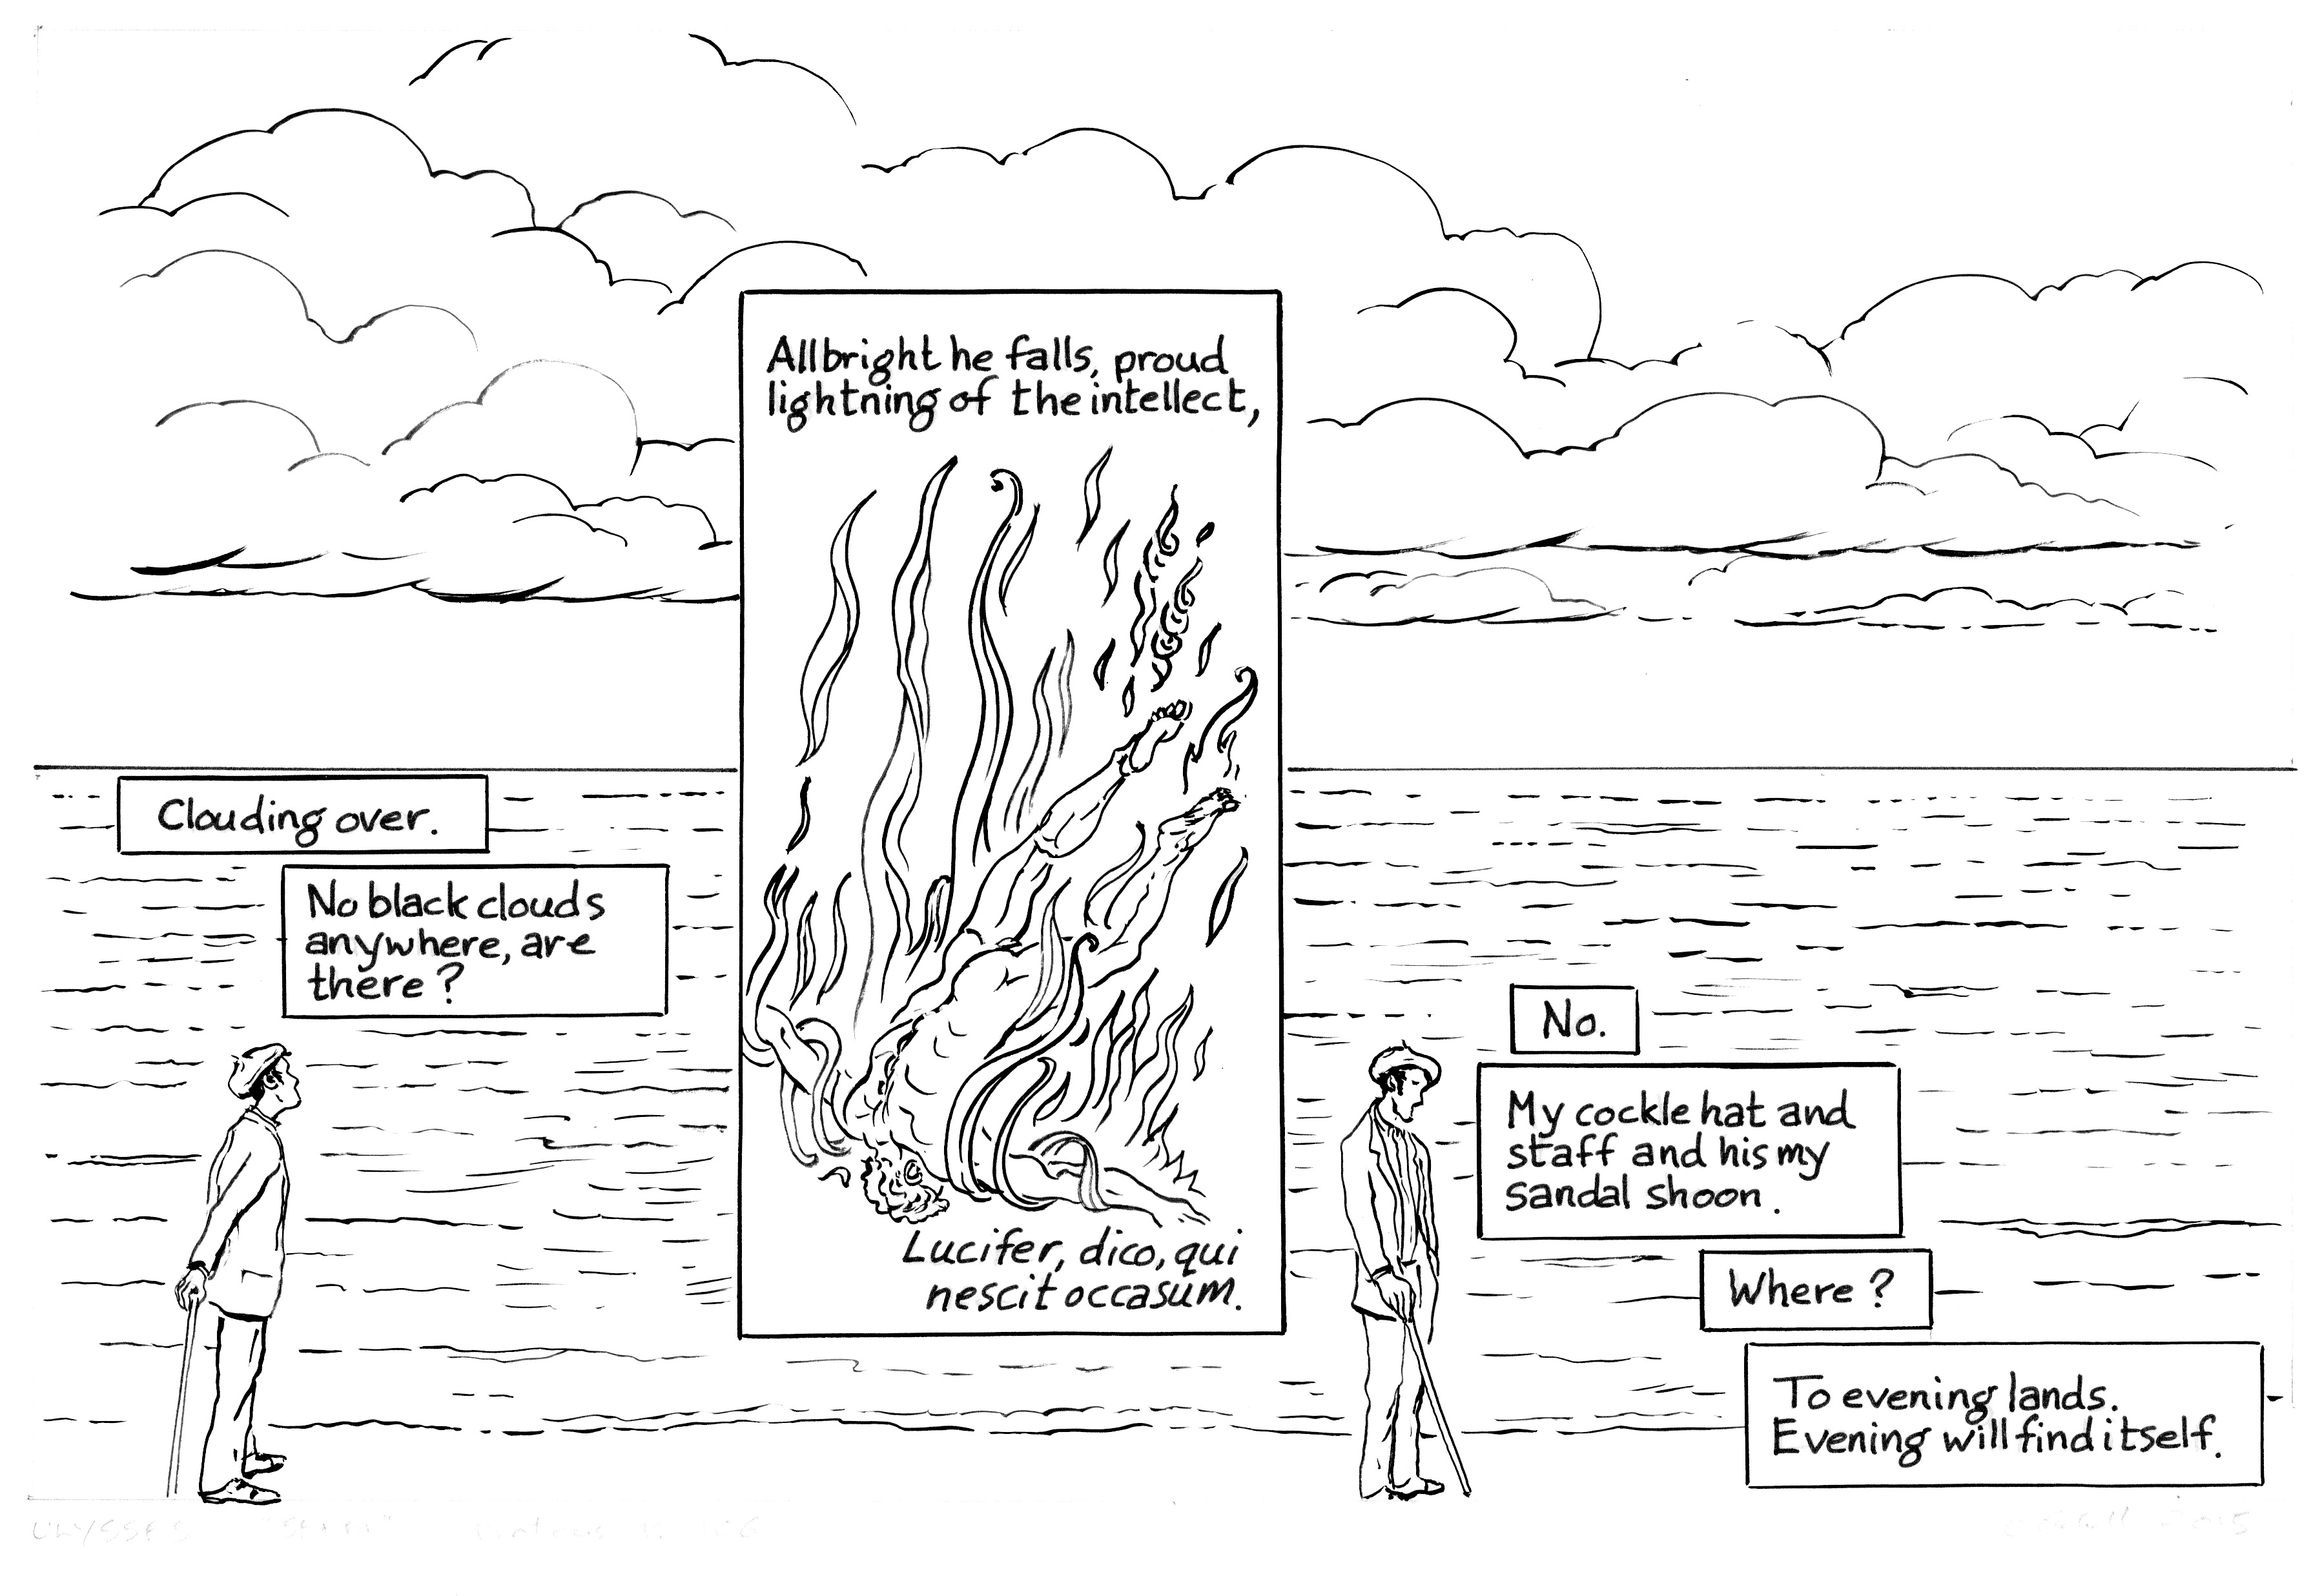 Clouding over.
No black clouds
anywhere, are
there?
Allbright he falls, proud
lightning of the intellect,
Lucifer, dico, qui
nescit occasum.
No.
My cockle hat and
staff and his my
sandal shoon.
Where?
To evening lands.
Evening will find itself.
ULYSSES
2015